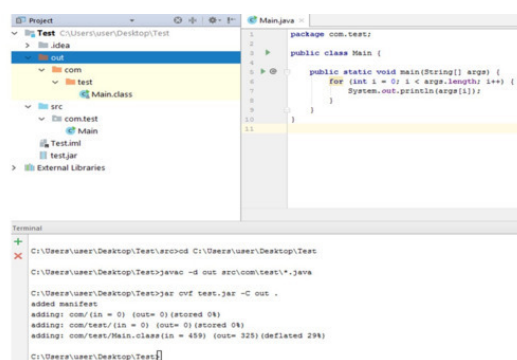 Project
Test C:\Users\user\Desktop\Test
.idea
out
com
test
Main.class
src
com.test
Main
Test.iml
test.jar
External Libraries
Main.java
1 package com.test;
2
3 public class Main {
4
5 public static void main(String[] args) {
6 for (int i = 0; i < args.length; i++) {
7 System.out.println(args[i]);
8 }
9 }
10 }
11
Terminal
C:\Users\user\Desktop\Test\src>cd C:\Users\user\Desktop\Test
C:\Users\user\Desktop\Test>javac -d out src\com\test\*.java
C:\Users\user\Desktop\Test>jar cvf test.jar -C out .
added manifest
adding: com/(in = 0) (out= 0)(stored 0%)
adding: com/test/(in = 0) (out= 0)(stored 0%)
adding: com/test/Main.class(in = 459) (out= 325)(deflated 29%)
C:\Users\user\Desktop\Test>